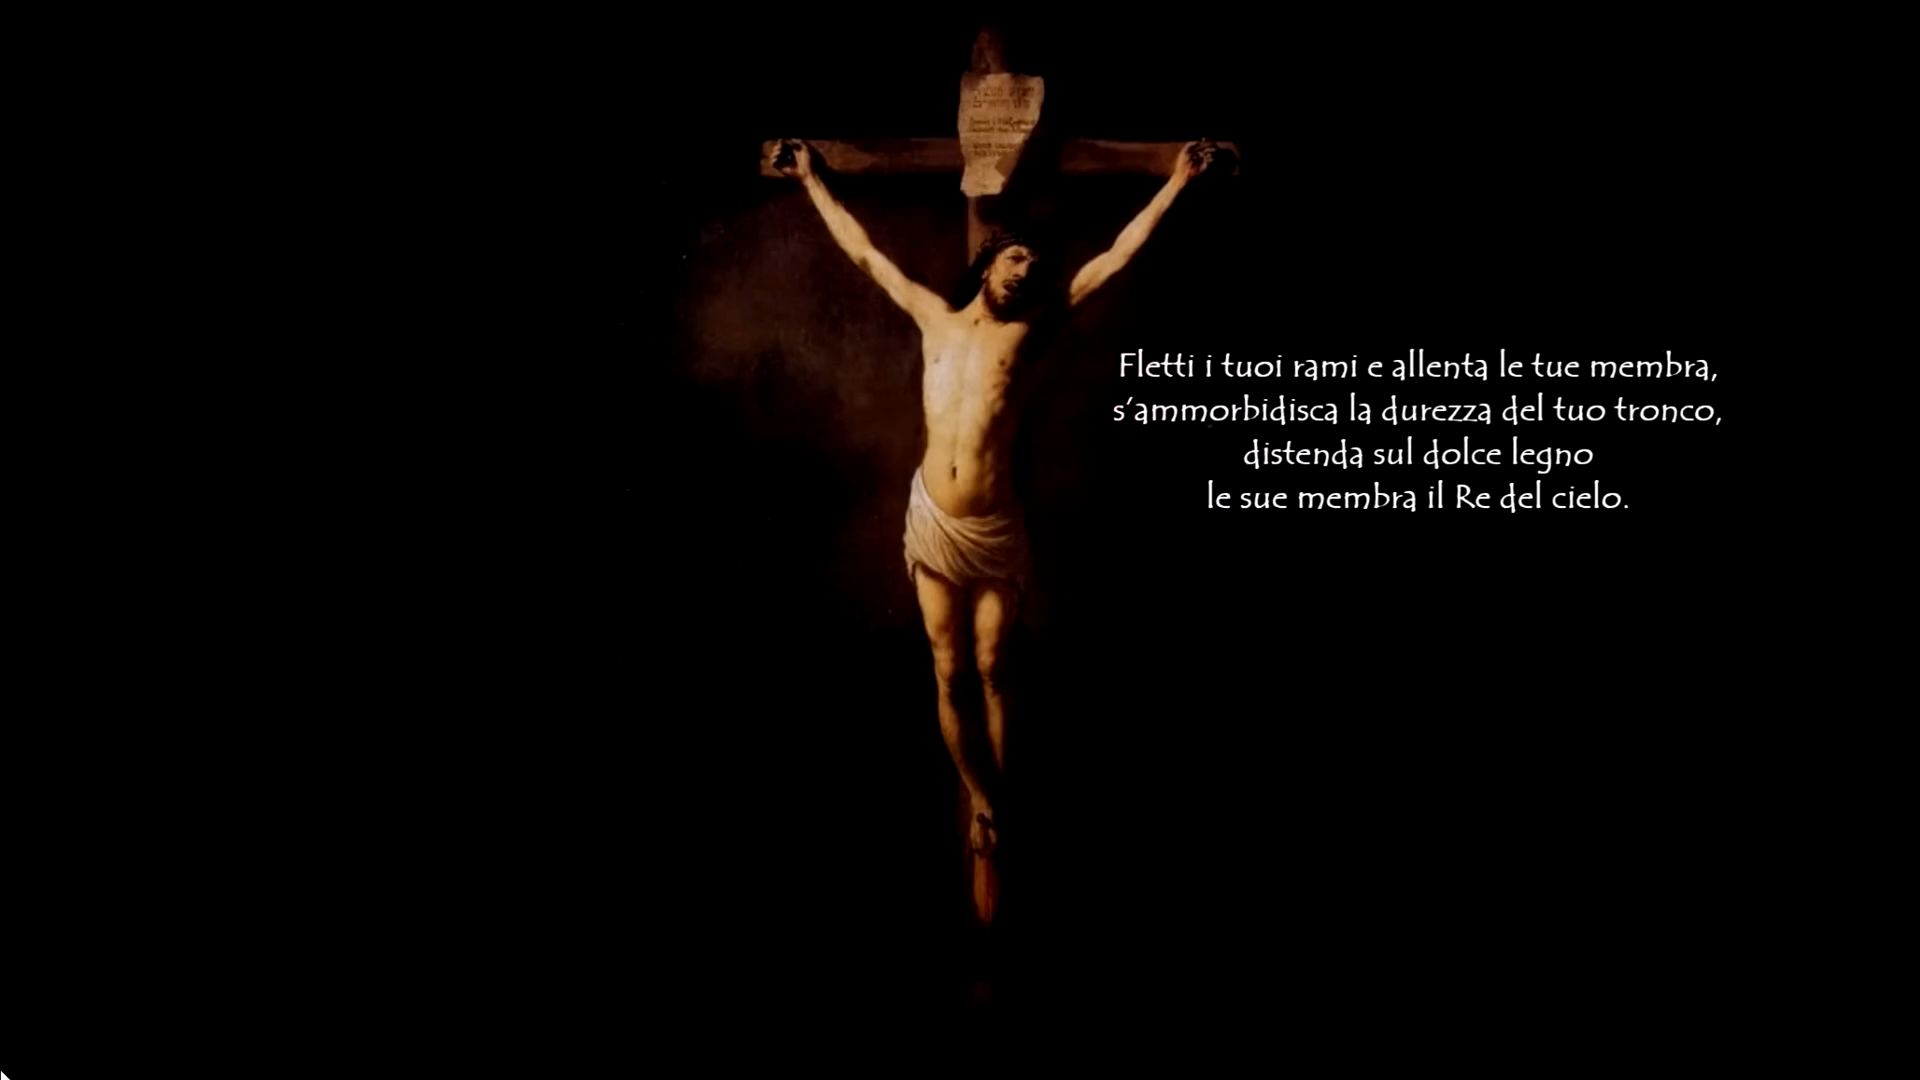 Fletti i tuoi rami e allenta le tue membra,
s’ammorbidisca la durezza del tuo tronco,
distenda sul dolce legno
le sue membra il Re del cielo.